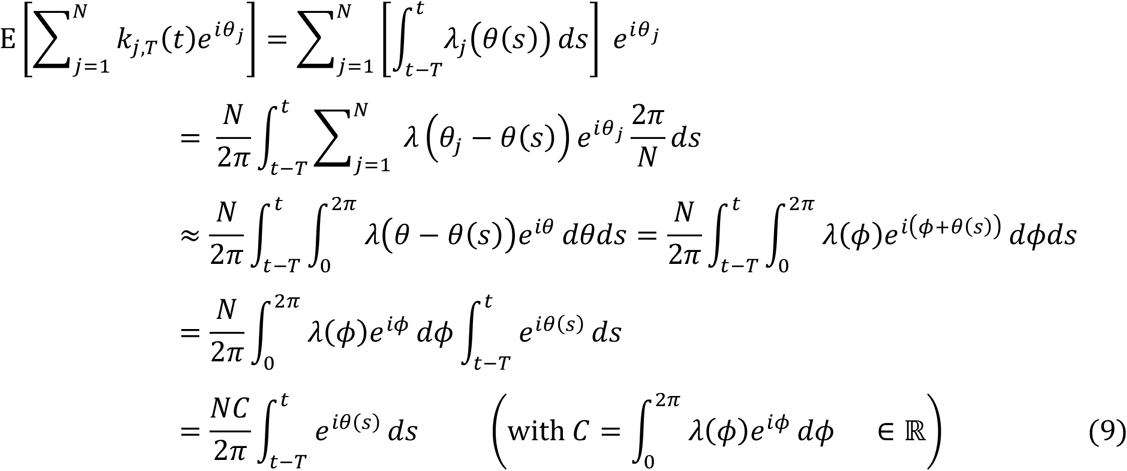 E[∑_{j=1}^{N} k_{j,T}(t)e^{iθ_j}] = ∑_{j=1}^{N} [∫_{t−T}^{t} λ_j(θ(s)) ds] e^{iθ_j}
= N/2π ∫_{t−T}^{t} ∑_{j=1}^{N} λ(θ_j − θ(s)) e^{iθ_j} 2π/N ds
≈ N/2π ∫_{t−T}^{t} ∫_{0}^{2π} λ(θ − θ(s))e^{iθ} dθds = N/2π ∫_{t−T}^{t} ∫_{0}^{2π} λ(ϕ)e^{i(ϕ+θ(s))} dϕds
= N/2π ∫_{0}^{2π} λ(ϕ)e^{iϕ} dϕ ∫_{t−T}^{t} e^{iθ(s)} ds
= NC/2π ∫_{t−T}^{t} e^{iθ(s)} ds (with C = ∫_{0}^{2π} λ(ϕ)e^{iϕ} dϕ ∈ ℝ) (9)